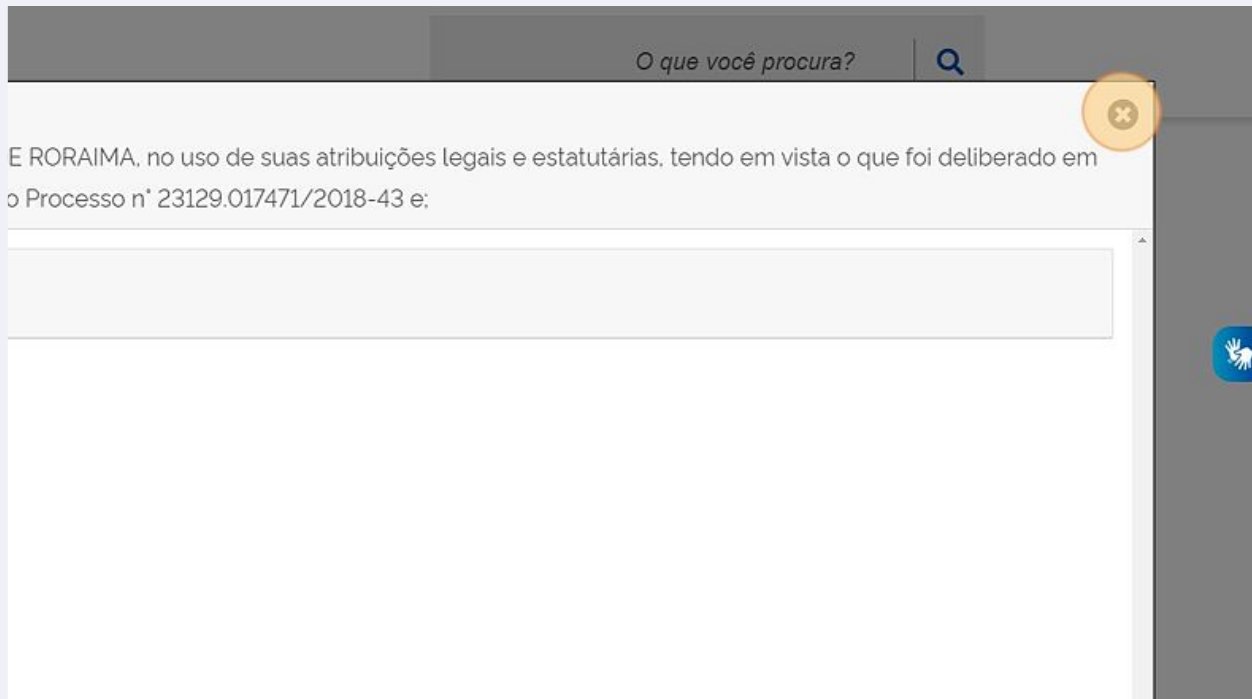 O que você procura?
E RORAIMA, no uso de suas atribuições legais e estatutárias, tendo em vista o que foi deliberado em
o Processo n° 23129.017471/2018-43 e;